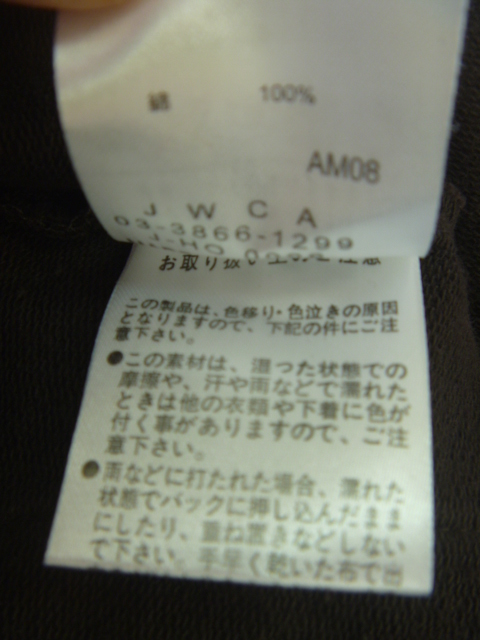 綿 100%
AM08
J W C A
03-3866-1299
お取り扱い上のご注意
この製品は、色移り・色泣きの原因
となりますので、下記の件にご注
意下さい。
●この素材は、湿った状態での
摩擦や、汗や雨などで濡れた
ときは他の衣類や下着に色が
付く事がありますので、ご注
意下さい。
●雨などに打たれた場合、濡れた
状態でバックに押し込んだまま
にしたり、重ね置きなどしない
で下さい。手早く乾いた布で出